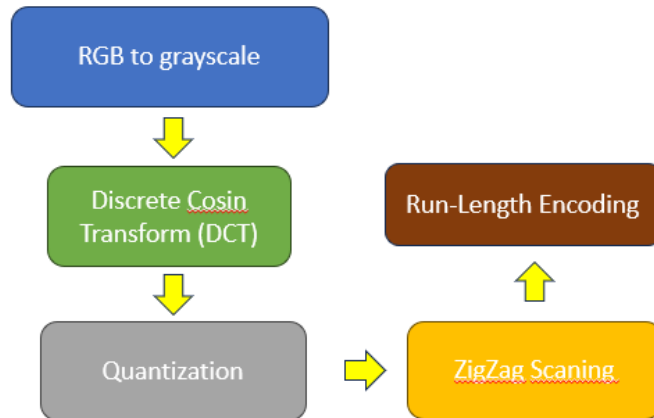 RGB to grayscale
Discrete Cosin
Transform (DCT)
Quantization
ZigZag Scaning
Run-Length Encoding